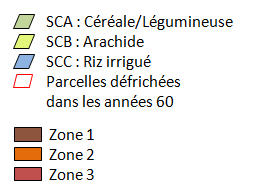 SCA : Céréale/Légumineuse
SCB : Arachide
SCC : Riz irrigué
Parcelles défrichées
dans les années 60
Zone 1
Zone 2
Zone 3